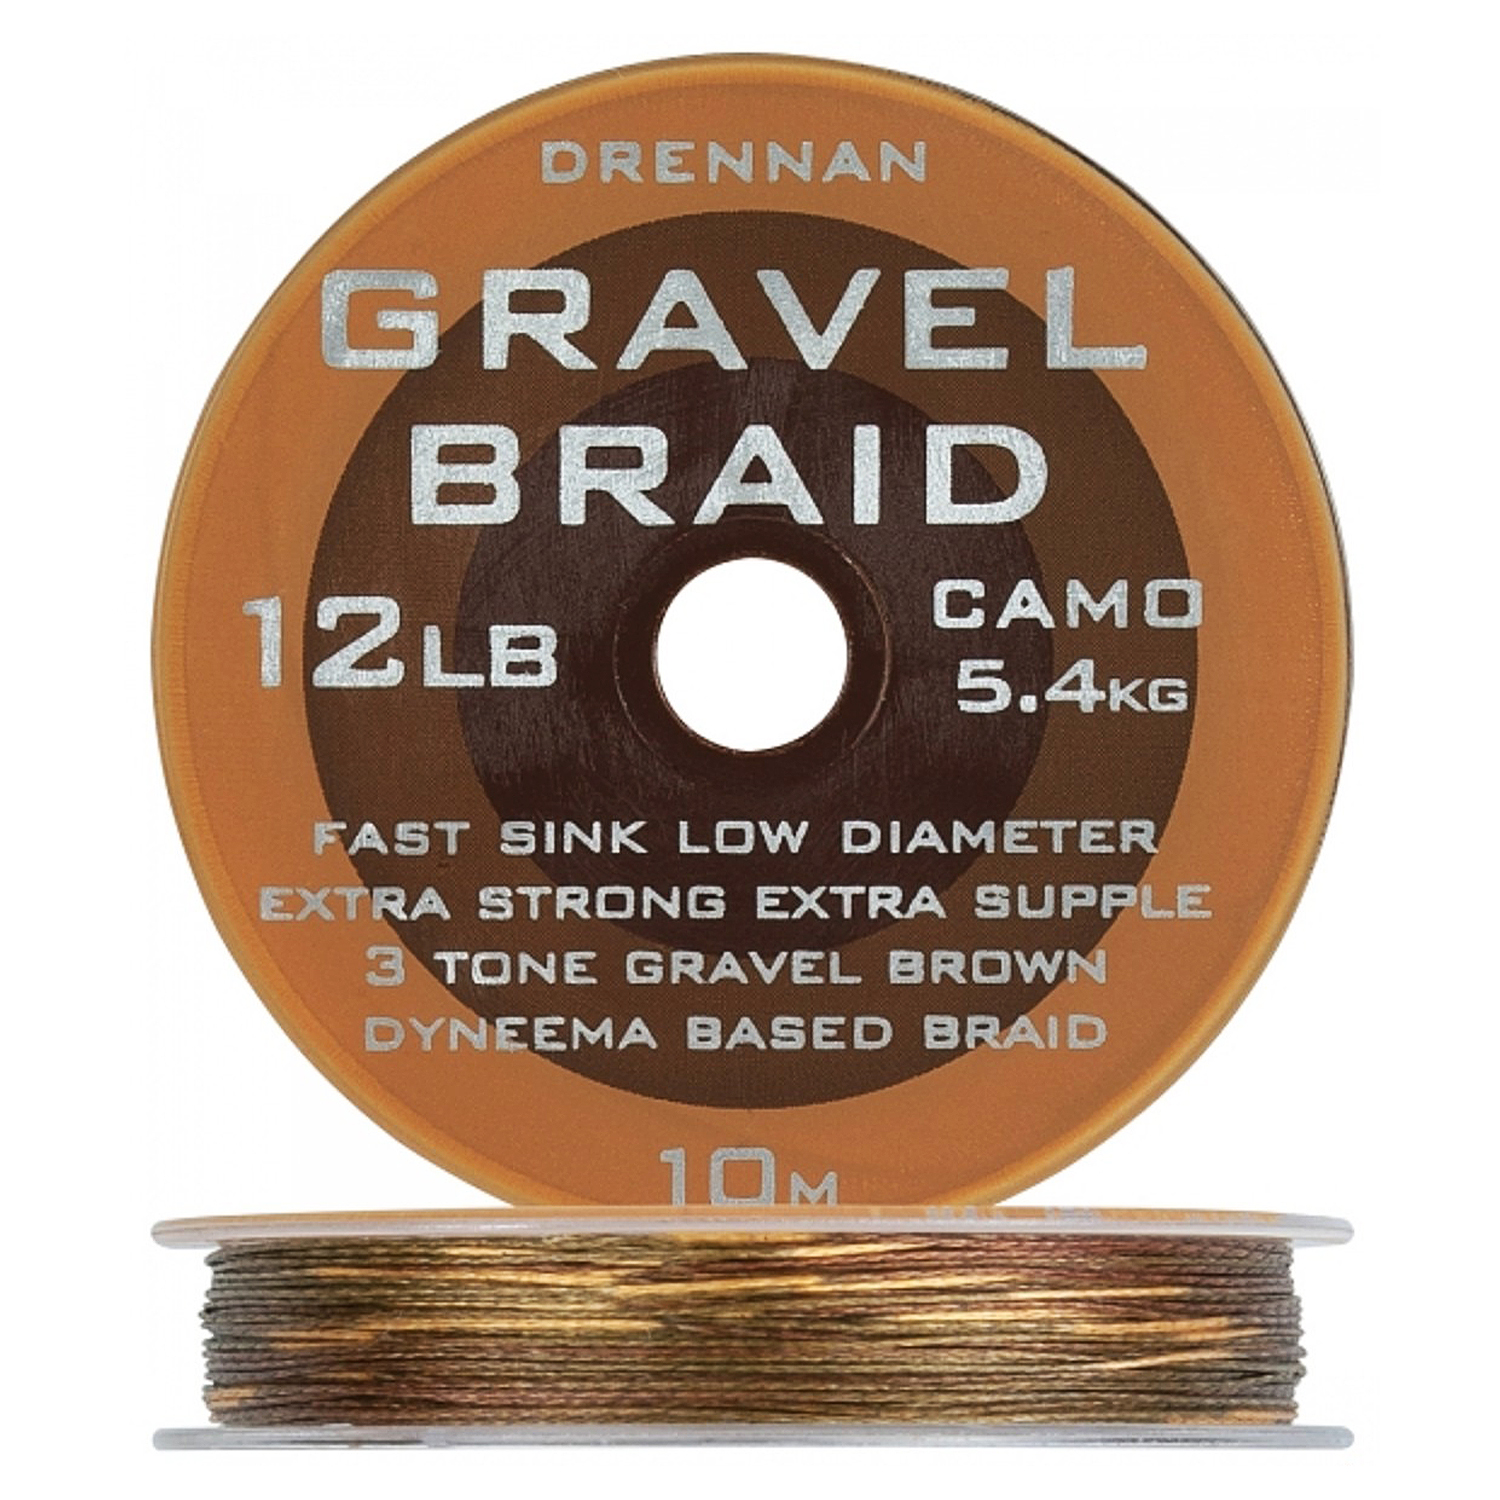 DRENNAN
GRAVEL
BRAID
12LB
CAMO
5.4KG
FAST SINK LOW DIAMETER
EXTRA STRONG EXTRA SUPPLE
3 TONE GRAVEL BROWN
DYNEEMA BASED BRAID
10M